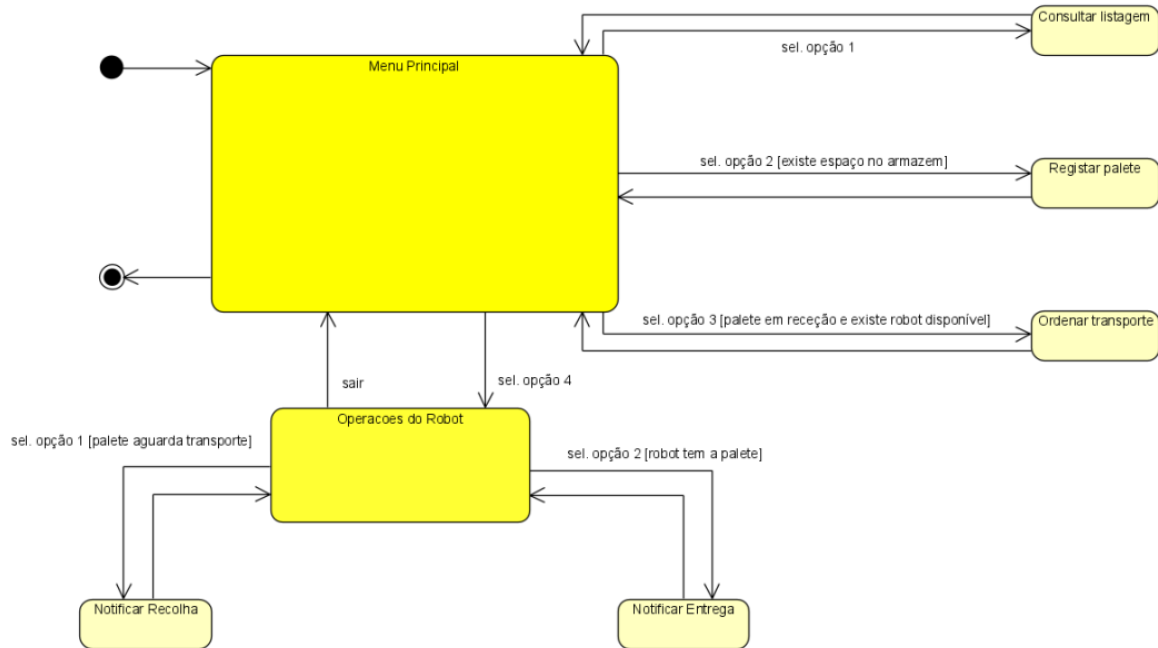 Consultar listagem
sel. opção 1
Menu Principal
sel. opção 2 [existe espaço no armazem]
Registar palete
sel. opção 3 [palete em receção e existe robot disponível]
Ordenar transporte
sair
sel. opção 4
Operacoes do Robot
sel. opção 1 [palete aguarda transporte]
sel. opção 2 [robot tem a palete]
Notificar Recolha
Notificar Entrega